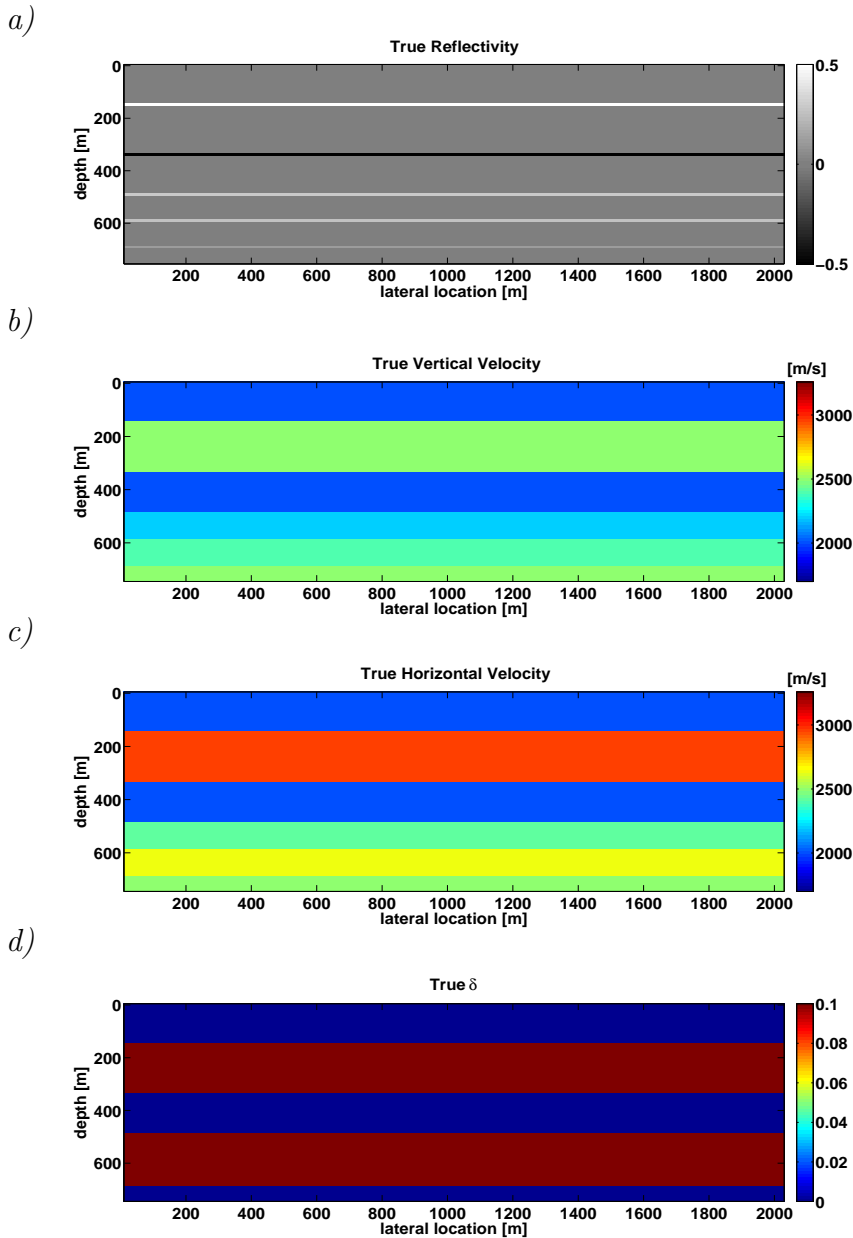 a)
True Reflectivity
0
200
400
600
depth [m]
200 400 600 800 1000 1200 1400 1600 1800 2000
lateral location [m]
0.5
0
−0.5
b)
True Vertical Velocity
[m/s]
0
200
400
600
depth [m]
200 400 600 800 1000 1200 1400 1600 1800 2000
lateral location [m]
3000
2500
2000
c)
True Horizontal Velocity
[m/s]
0
200
400
600
depth [m]
200 400 600 800 1000 1200 1400 1600 1800 2000
lateral location [m]
3000
2500
2000
d)
True δ
0
200
400
600
depth [m]
200 400 600 800 1000 1200 1400 1600 1800 2000
lateral location [m]
0.1
0.08
0.06
0.04
0.02
0